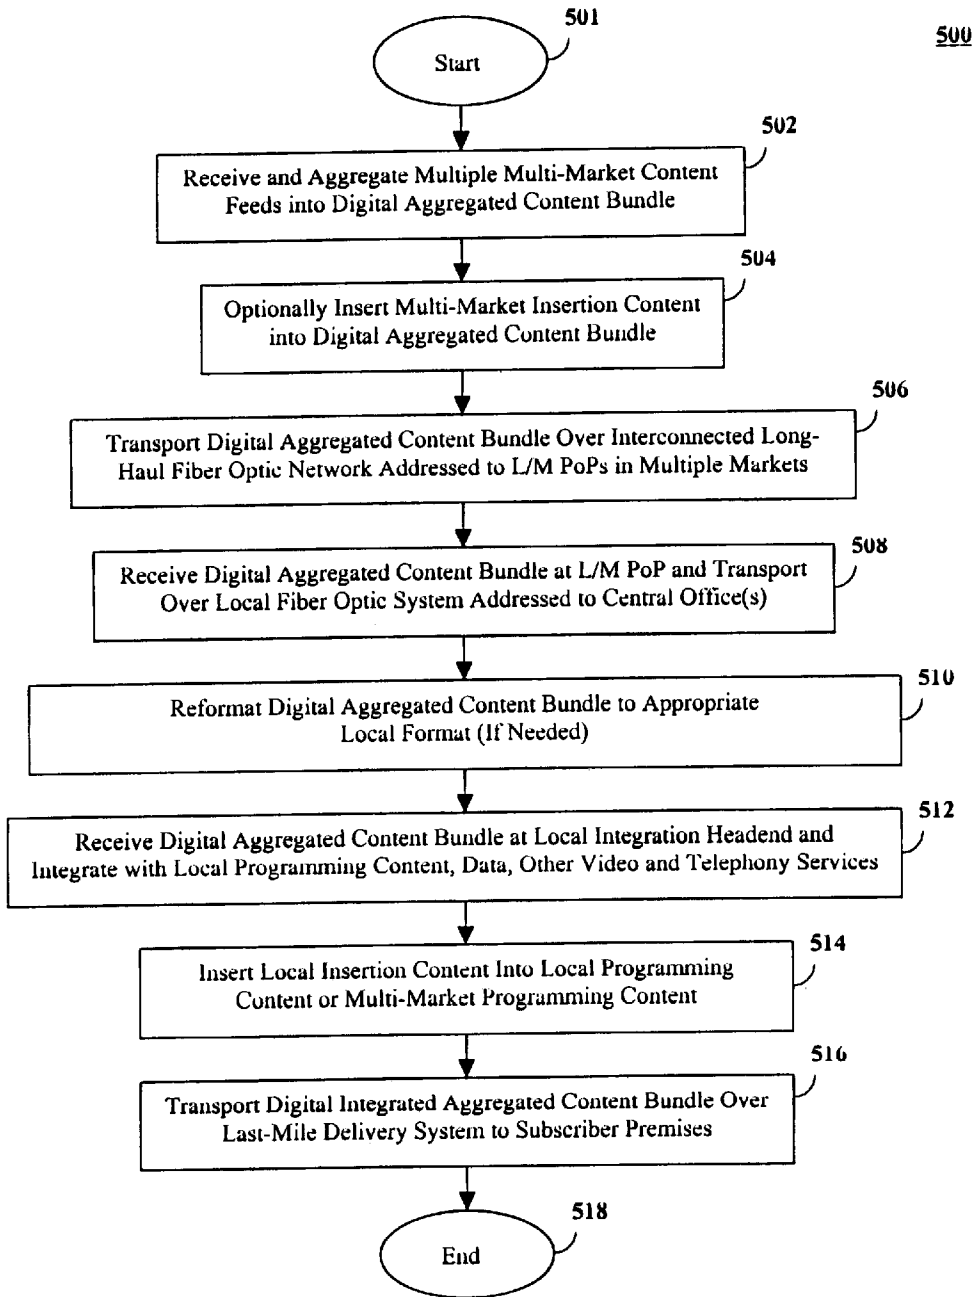 500
501
Start
502
Receive and Aggregate Multiple Multi-Market Content
Feeds into Digital Aggregated Content Bundle
504
Optionally Insert Multi-Market Insertion Content
into Digital Aggregated Content Bundle
506
Transport Digital Aggregated Content Bundle Over Interconnected Long-
Haul Fiber Optic Network Addressed to L/M PoPs in Multiple Markets
508
Receive Digital Aggregated Content Bundle at L/M PoP and Transport
Over Local Fiber Optic System Addressed to Central Office(s)
510
Reformat Digital Aggregated Content Bundle to Appropriate
Local Format (If Needed)
512
Receive Digital Aggregated Content Bundle at Local Integration Headend and
Integrate with Local Programming Content, Data, Other Video and Telephony Services
514
Insert Local Insertion Content Into Local Programming
Content or Multi-Market Programming Content
516
Transport Digital Integrated Aggregated Content Bundle Over
Last-Mile Delivery System to Subscriber Premises
518
End